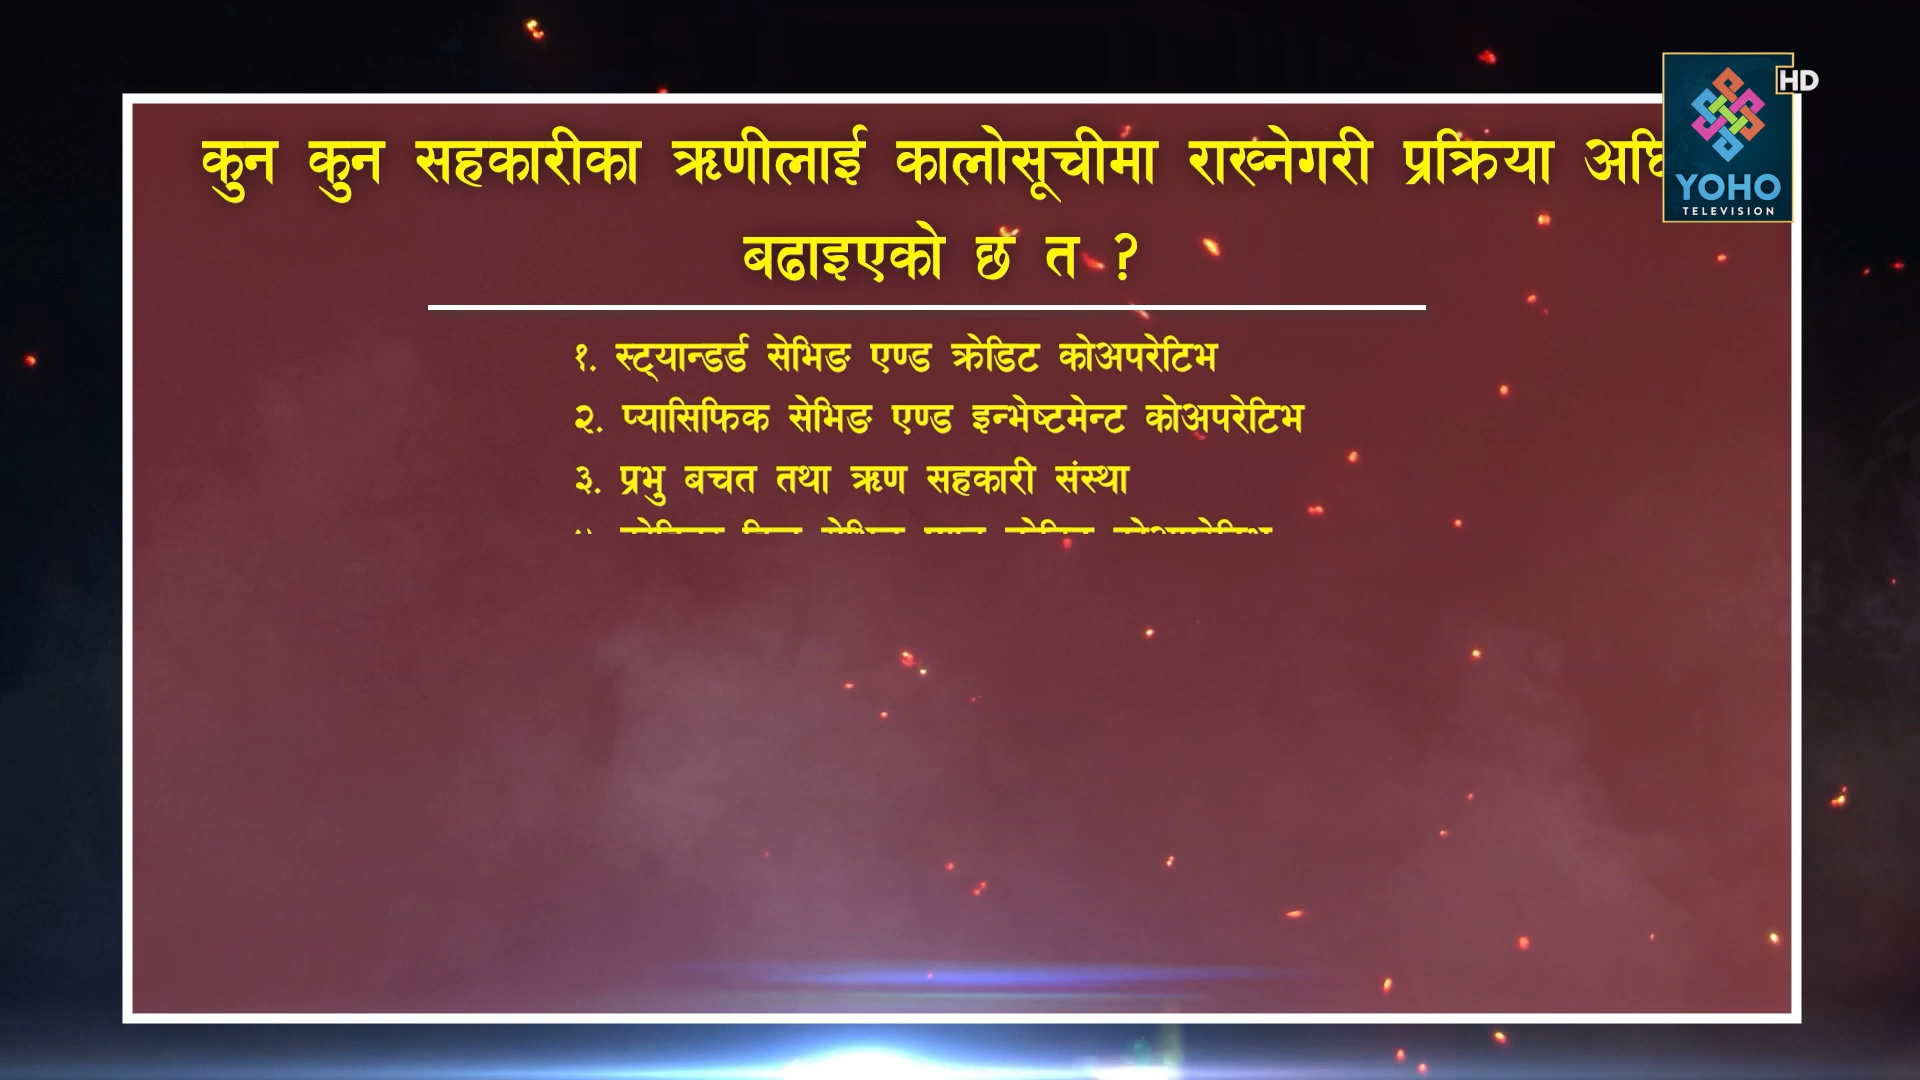 कुन कुन सहकारीका ऋणीलाई कालोसूचीमा राख्नेगरी प्रक्रिया
बढाइएको छ त ?
१. स्ट्यान्डर्ड सेभिङ एण्ड क्रेडिट कोअपरेटिभ
२. प्यासिफिक सेभिङ एण्ड इन्भेष्टमेन्ट कोअपरेटिभ
३. प्रभु बचत तथा ऋण सहकारी संस्था
HD
YOHO
TELEVISION